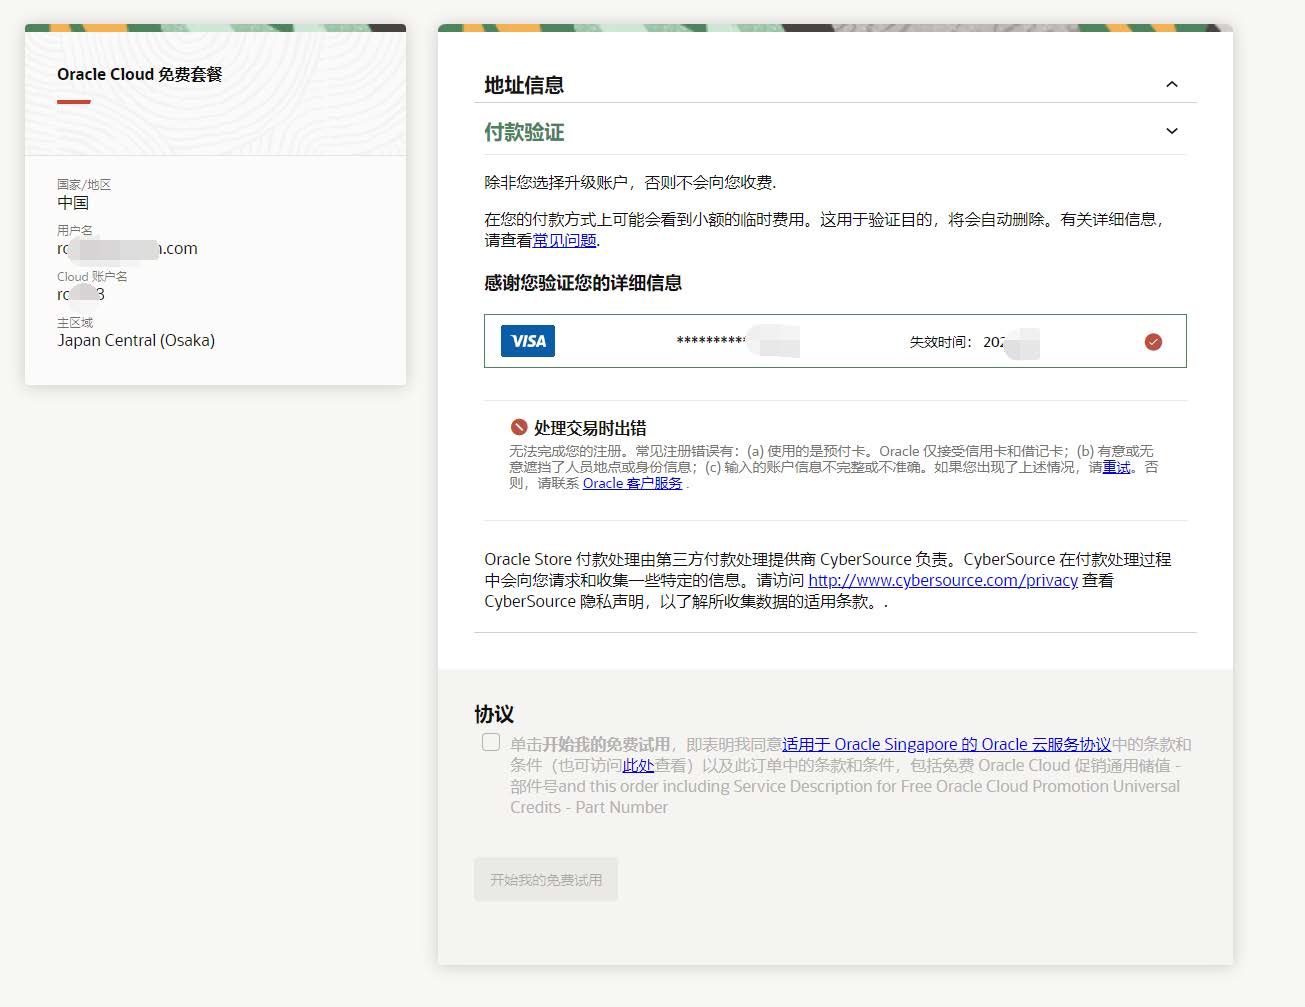 Oracle Cloud 免费套餐
国家/地区
中国
用户名
.com
Cloud 账户名
主区域
Japan Central (Osaka)
地址信息
付款验证
除非您选择升级账户，否则不会向您收费.
在您的付款方式上可能会看到小额的临时费用。这用于验证目的，将会自动删除。有关详细信息，
请查看常见问题.
感谢您验证您的详细信息
VISA ********** 失效时间： 202
处理交易时出错
无法完成您的注册。常见注册错误有：(a) 使用的是预付卡。Oracle 仅接受信用卡和借记卡；(b) 有意或无
意遮挡了人员地点或身份信息；(c) 输入的账户信息不完整或不准确。如果您出现了上述情况，请重试。否
则，请联系 Oracle 客户服务 .
Oracle Store 付款处理由第三方付款处理提供商 CyberSource 负责。CyberSource 在付款处理过程
中会向您请求和收集一些特定的信息。请访问 http://www.cybersource.com/privacy 查看
CyberSource 隐私声明，以了解所收集数据的适用条款。.
协议
单击开始我的免费试用，即表明我同意适用于 Oracle Singapore 的 Oracle 云服务协议中的条款和
条件（也可访问此处查看）以及此订单中的条款和条件，包括免费 Oracle Cloud 促销通用储值 -
部件号and this order including Service Description for Free Oracle Cloud Promotion Universal
Credits - Part Number
开始我的免费试用